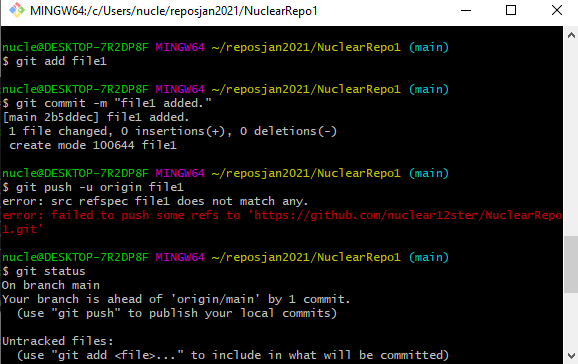 MINGW64:/c/Users/nucle/reposjan2021/NuclearRepo1
nucle@DESKTOP-7R2DP8F MINGW64 ~/reposjan2021/NuclearRepo1 (main)
$ git add file1
nucle@DESKTOP-7R2DP8F MINGW64 ~/reposjan2021/NuclearRepo1 (main)
$ git commit -m "file1 added."
[main 2b5ddec] file1 added.
 1 file changed, 0 insertions(+), 0 deletions(-)
 create mode 100644 file1
nucle@DESKTOP-7R2DP8F MINGW64 ~/reposjan2021/NuclearRepo1 (main)
$ git push -u origin file1
error: src refspec file1 does not match any.
error: failed to push some refs to 'https://github.com/nuclear12ster/NuclearRepo
1.git'
nucle@DESKTOP-7R2DP8F MINGW64 ~/reposjan2021/NuclearRepo1 (main)
$ git status
On branch main
Your branch is ahead of 'origin/main' by 1 commit.
  (use "git push" to publish your local commits)
Untracked files:
  (use "git add <file>..." to include in what will be committed)